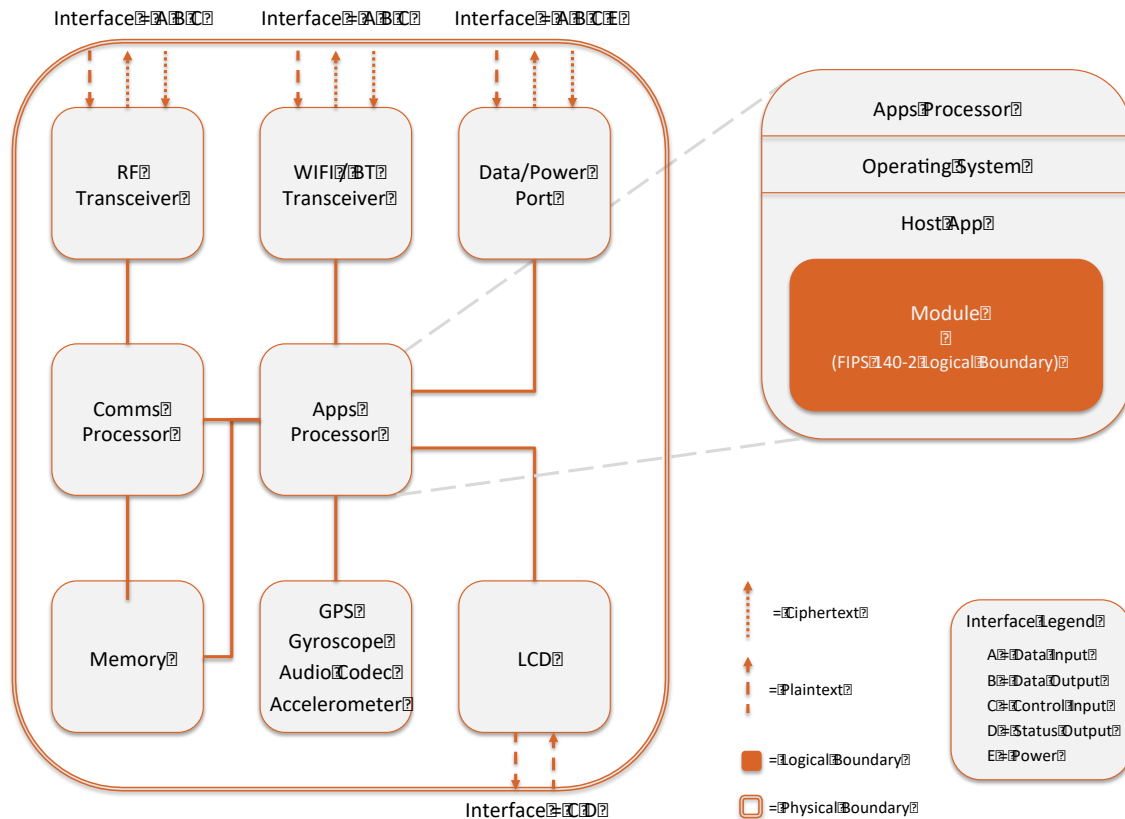 Interface = A B C
Interface = A B C
Interface = A B C E
RF
Transceiver
WIFI / BT
Transceiver
Data/Power
Port
Comms
Processor
Apps
Processor
Memory
GPS
Gyroscope
Audio Codec
Accelerometer
LCD
Interface = C D
Apps Processor
Operating System
Host App
Module
(FIPS 140-2 Logical Boundary)
= Ciphertext
= Plaintext
= Logical Boundary
= Physical Boundary
Interface Legend
A = Data Input
B = Data Output
C = Control Input
D = Status Output
E = Power